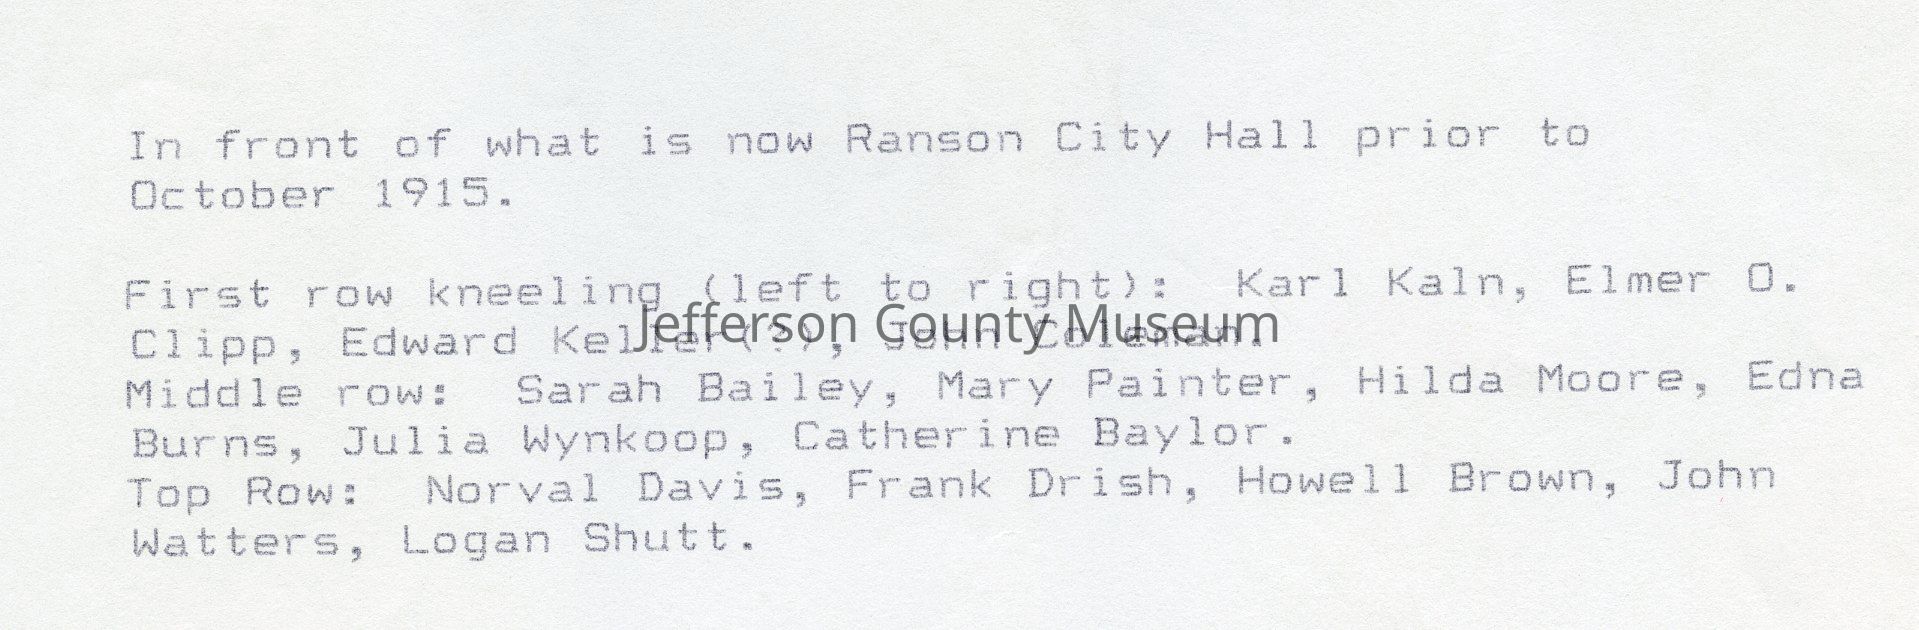 In front of what is now Ranson City Hall prior to
October 1915.
First row kneeling (left to right):  Karl Kaln, Elmer O.
Clipp, Edward Keller(?), John Coleman.
Jefferson County Museum
Middle row:  Sarah Bailey, Mary Painter, Hilda Moore, Edna
Burns, Julia Wynkoop, Catherine Baylor.
Top Row:  Norval Davis, Frank Drish, Howell Brown, John
Watters, Logan Shutt.